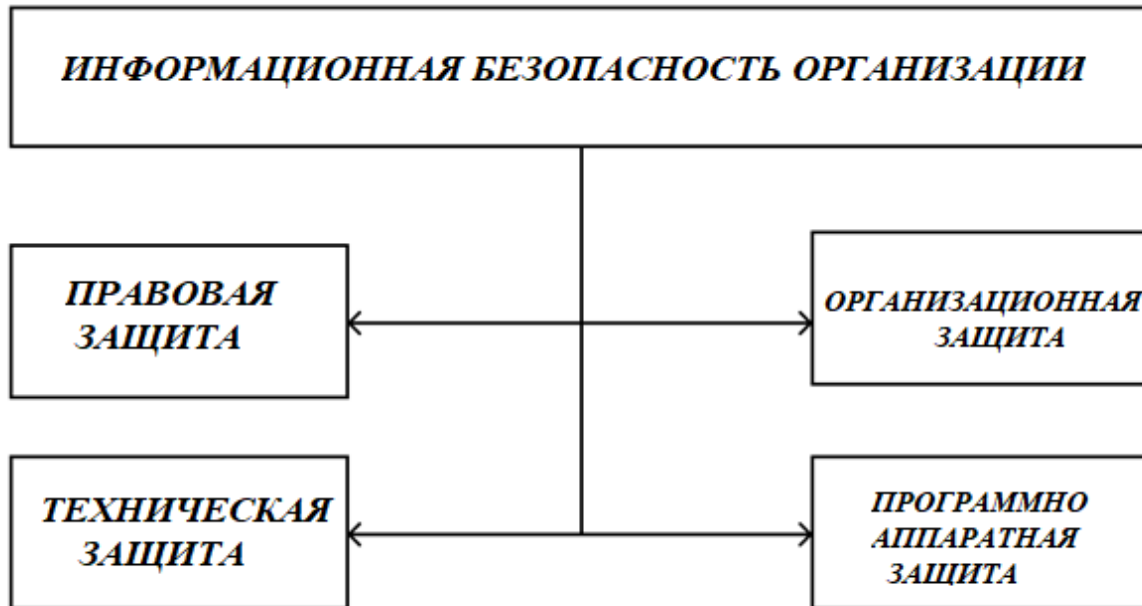 ИНФОРМАЦИОННАЯ БЕЗОПАСНОСТЬ ОРГАНИЗАЦИИ
ПРАВОВАЯ
ЗАЩИТА
ОРГАНИЗАЦИОННАЯ
ЗАЩИТА
ТЕХНИЧЕСКАЯ
ЗАЩИТА
ПРОГРАММНО
АППАРАТНАЯ
ЗАЩИТА